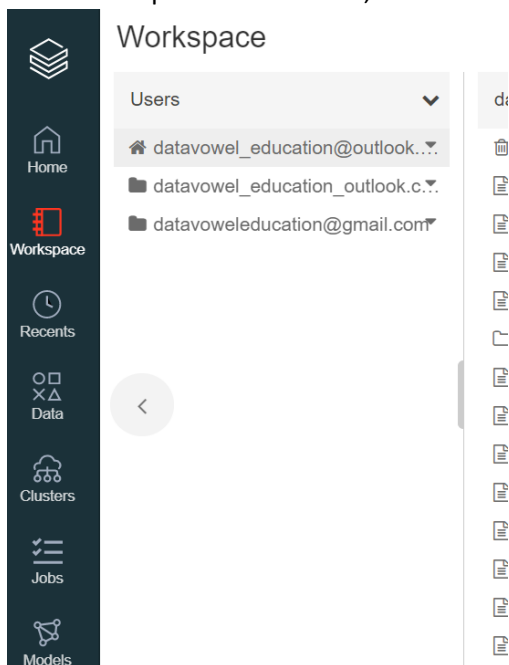 Workspace
Users
da
datavowel_education@outlook....
datavowel_education_outlook.c...
datavoweleducation@gmail.com
Home
Workspace
Recents
Data
Clusters
Jobs
Models